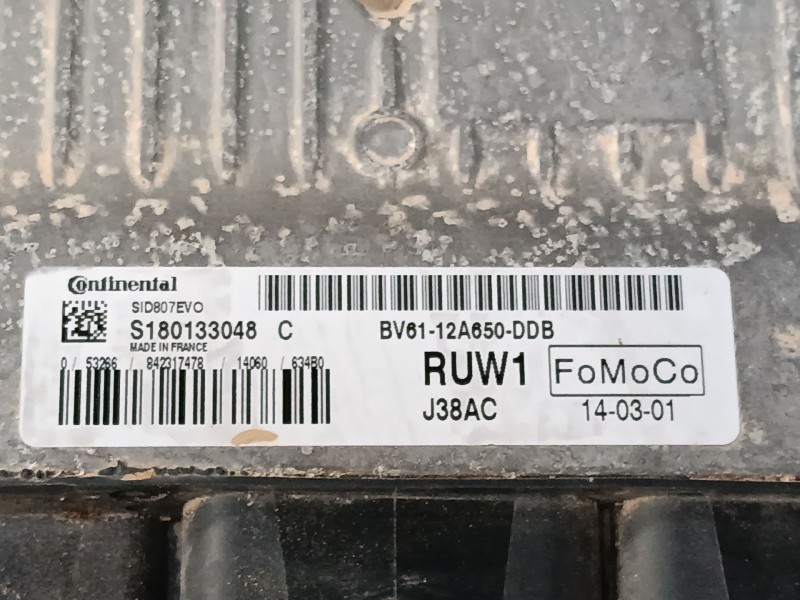 Continental
SID807EVO
S180133048 C
MADE IN FRANCE
0 / 53266 / 842317478 / 14060 / 634B0
BV61-12A650-DDB
RUW1 FoMoCo
J38AC 14-03-01